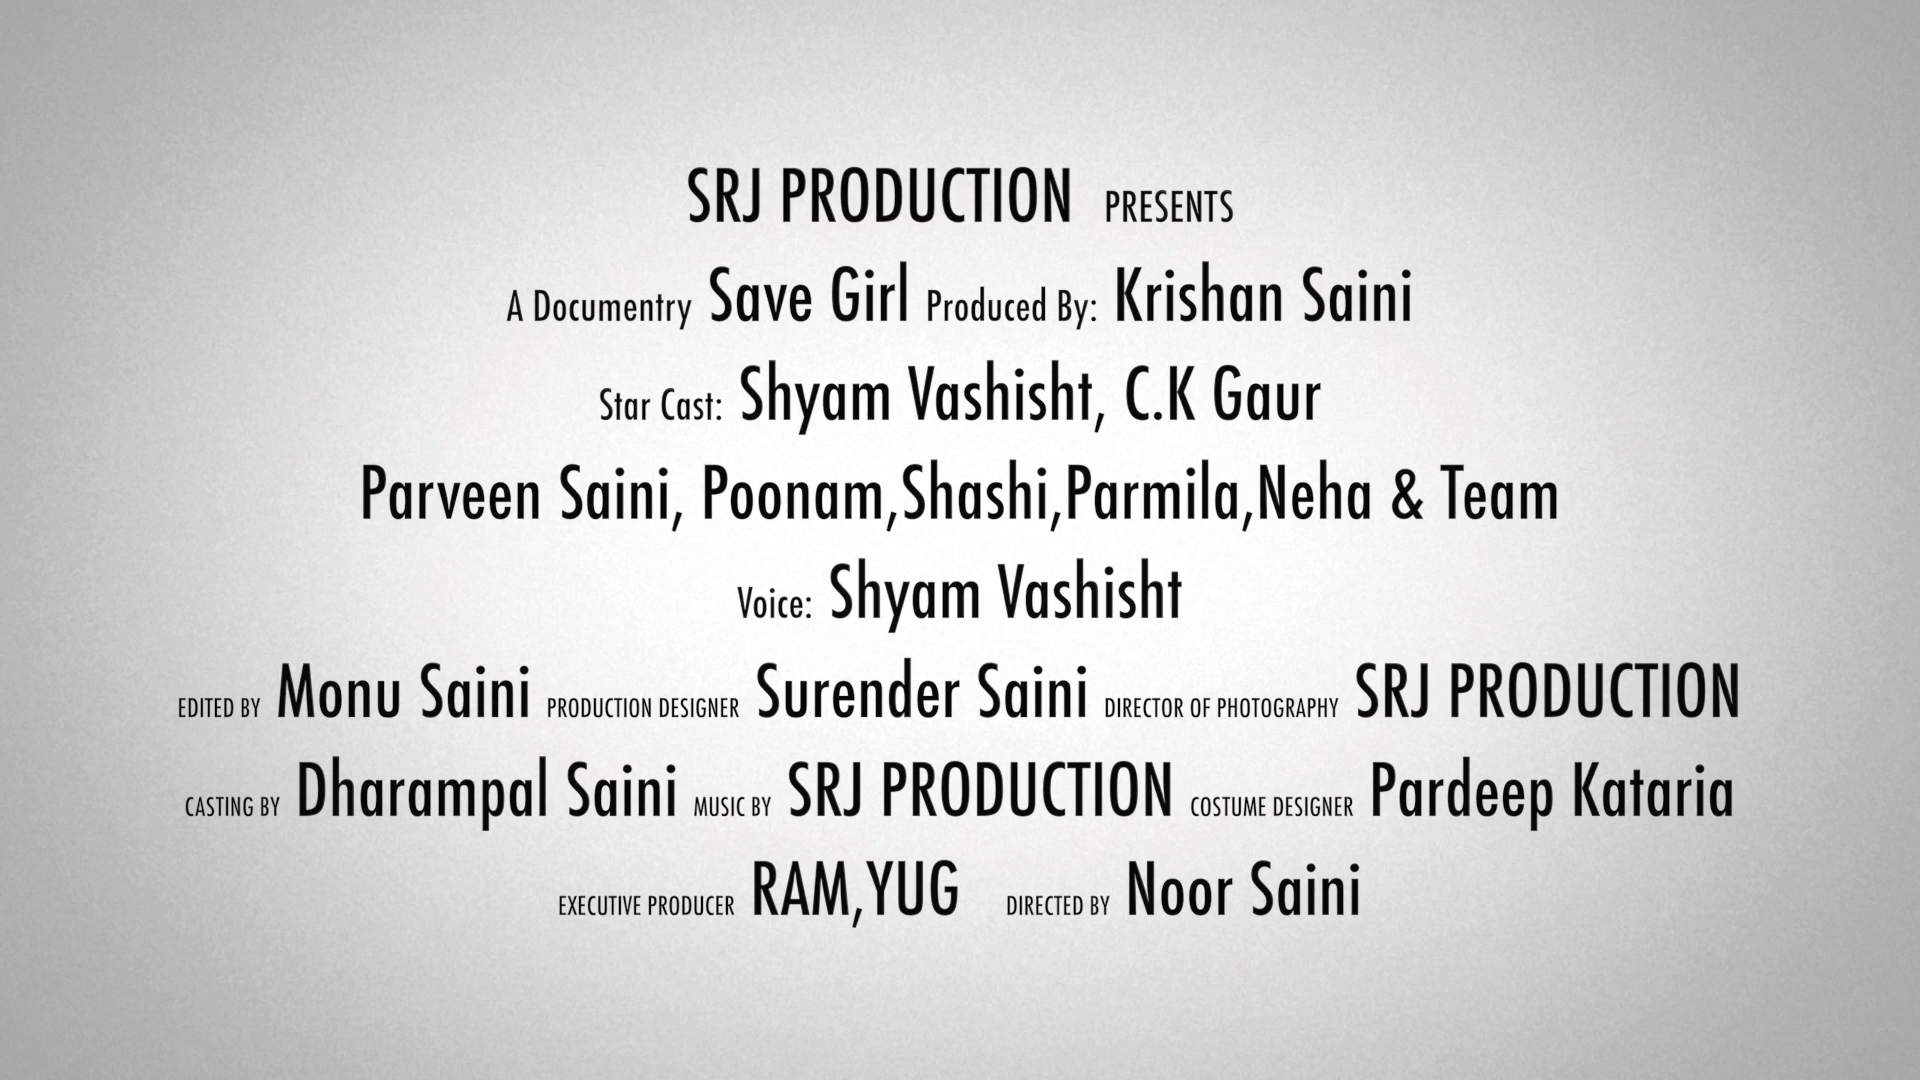 SRJ PRODUCTION PRESENTS
A Documentry Save Girl Produced By: Krishan Saini
Star Cast: Shyam Vashisht, C.K Gaur
Parveen Saini, Poonam,Shashi,Parmila,Neha & Team
Voice: Shyam Vashisht
EDITED BY Monu Saini PRODUCTION DESIGNER Surender Saini DIRECTOR OF PHOTOGRAPHY SRJ PRODUCTION
CASTING BY Dharampal Saini MUSIC BY SRJ PRODUCTION COSTUME DESIGNER Pardeep Kataria
EXECUTIVE PRODUCER RAM,YUG DIRECTED BY Noor Saini